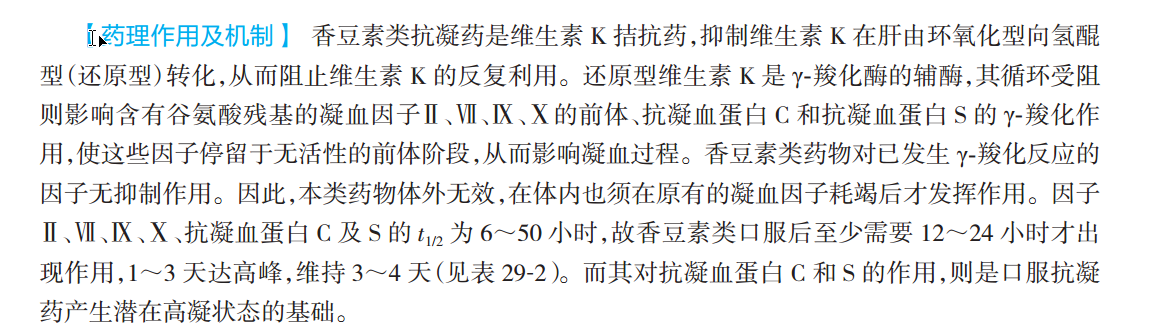 【药理作用及机制】 香豆素类抗凝药是维生素 K 拮抗药,抑制维生素 K 在肝由环氧化型向氢醌
型(还原型)转化,从而阻止维生素 K 的反复利用。还原型维生素 K 是 γ-羧化酶的辅酶,其循环受阻
则影响含有谷氨酸残基的凝血因子Ⅱ、Ⅶ、Ⅸ、Ⅹ 的前体、抗凝血蛋白 C 和抗凝血蛋白 S 的 γ-羧化作
用,使这些因子停留于无活性的前体阶段,从而影响凝血过程。香豆素类药物对已发生 γ-羧化反应的
因子无抑制作用。因此,本类药物体外无效,在体内也须在原有的凝血因子耗竭后才发挥作用。因子
Ⅱ、Ⅶ、Ⅸ、Ⅹ、抗凝血蛋白 C 及 S 的 t1/2 为 6～50 小时,故香豆素类口服后至少需要 12～24 小时才出
现作用,1～3 天达高峰,维持 3～4 天(见表 29-2)。而其对抗凝血蛋白 C 和 S 的作用,则是口服抗凝
药产生潜在高凝状态的基础。